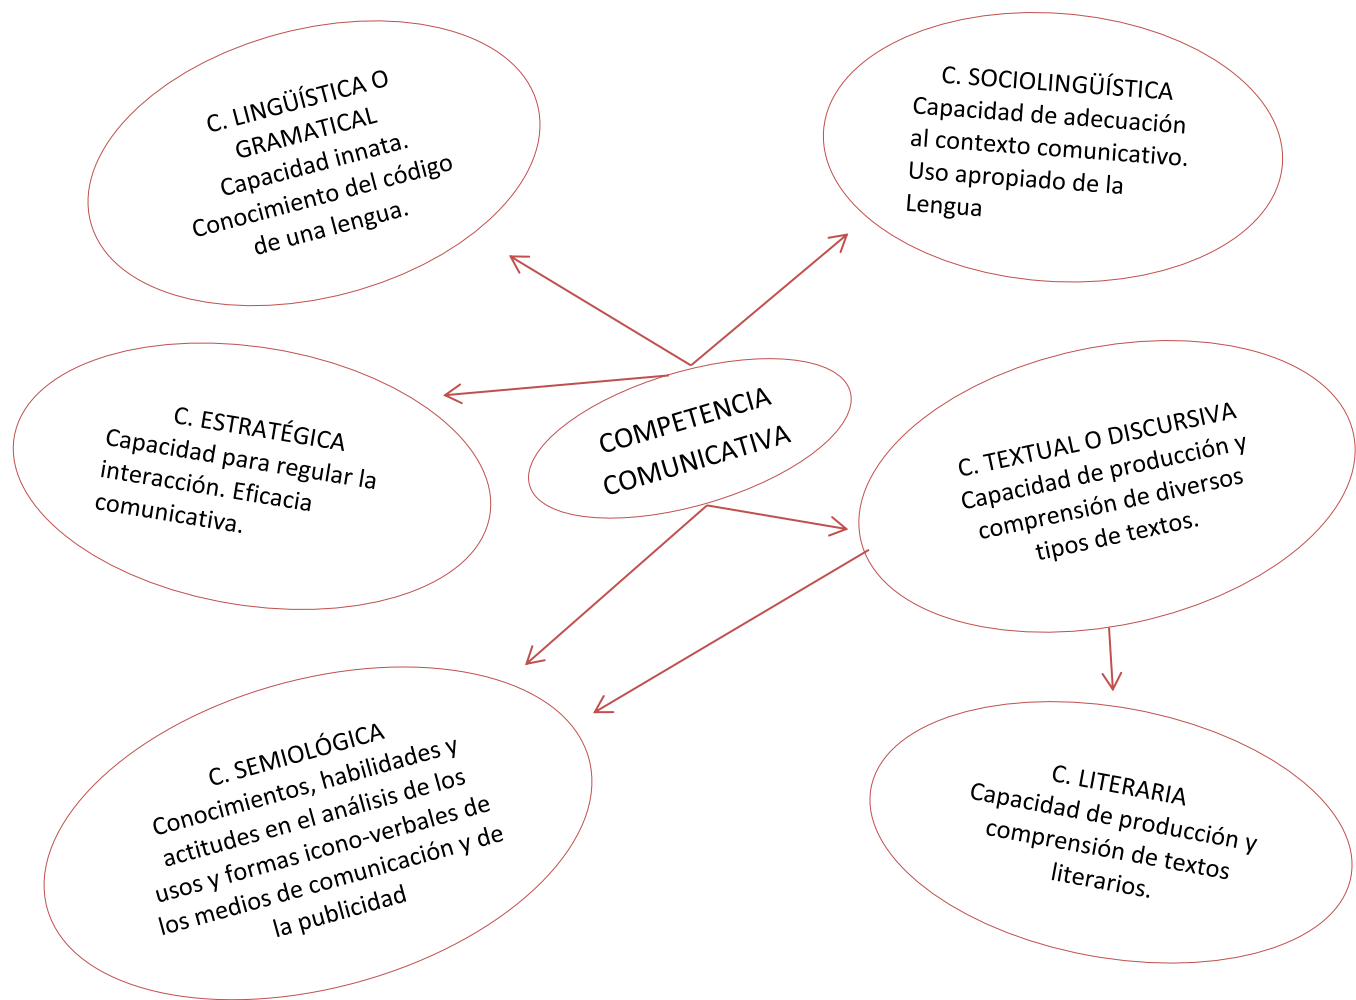 C. LINGÜÍSTICA O
GRAMATICAL
Capacidad innata.
Conocimiento del código
de una lengua.
C. SOCIOLINGÜÍSTICA
Capacidad de adecuación
al contexto comunicativo.
Uso apropiado de la
Lengua
C. ESTRATÉGICA
Capacidad para regular la
interacción. Eficacia
comunicativa.
COMPETENCIA
COMUNICATIVA
C. TEXTUAL O DISCURSIVA
Capacidad de producción y
comprensión de diversos
tipos de textos.
C. SEMIOLÓGICA
Conocimientos, habilidades y
actitudes en el análisis de los
usos y formas icono-verbales de
los medios de comunicación y de
la publicidad
C. LITERARIA
Capacidad de producción y
comprensión de textos
literarios.